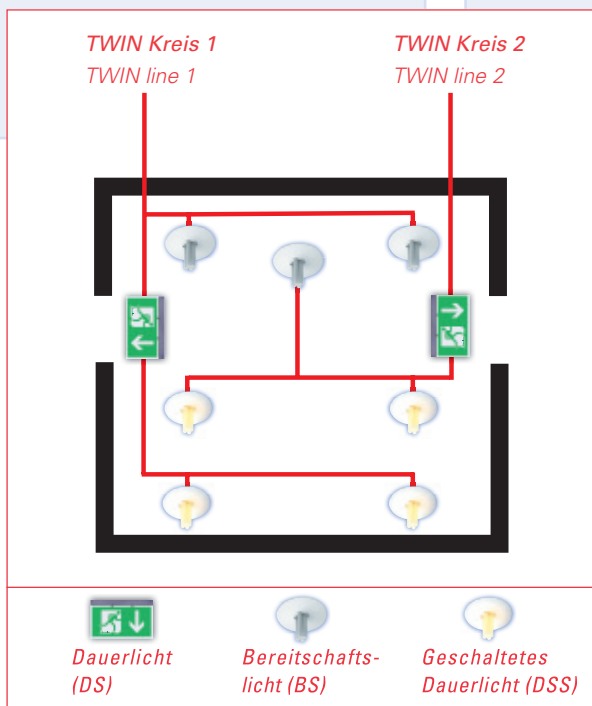 TWIN Kreis 1
TWIN line 1
TWIN Kreis 2
TWIN line 2
Dauerlicht
(DS)
Bereitschafts-
licht (BS)
Geschaltetes
Dauerlicht (DSS)